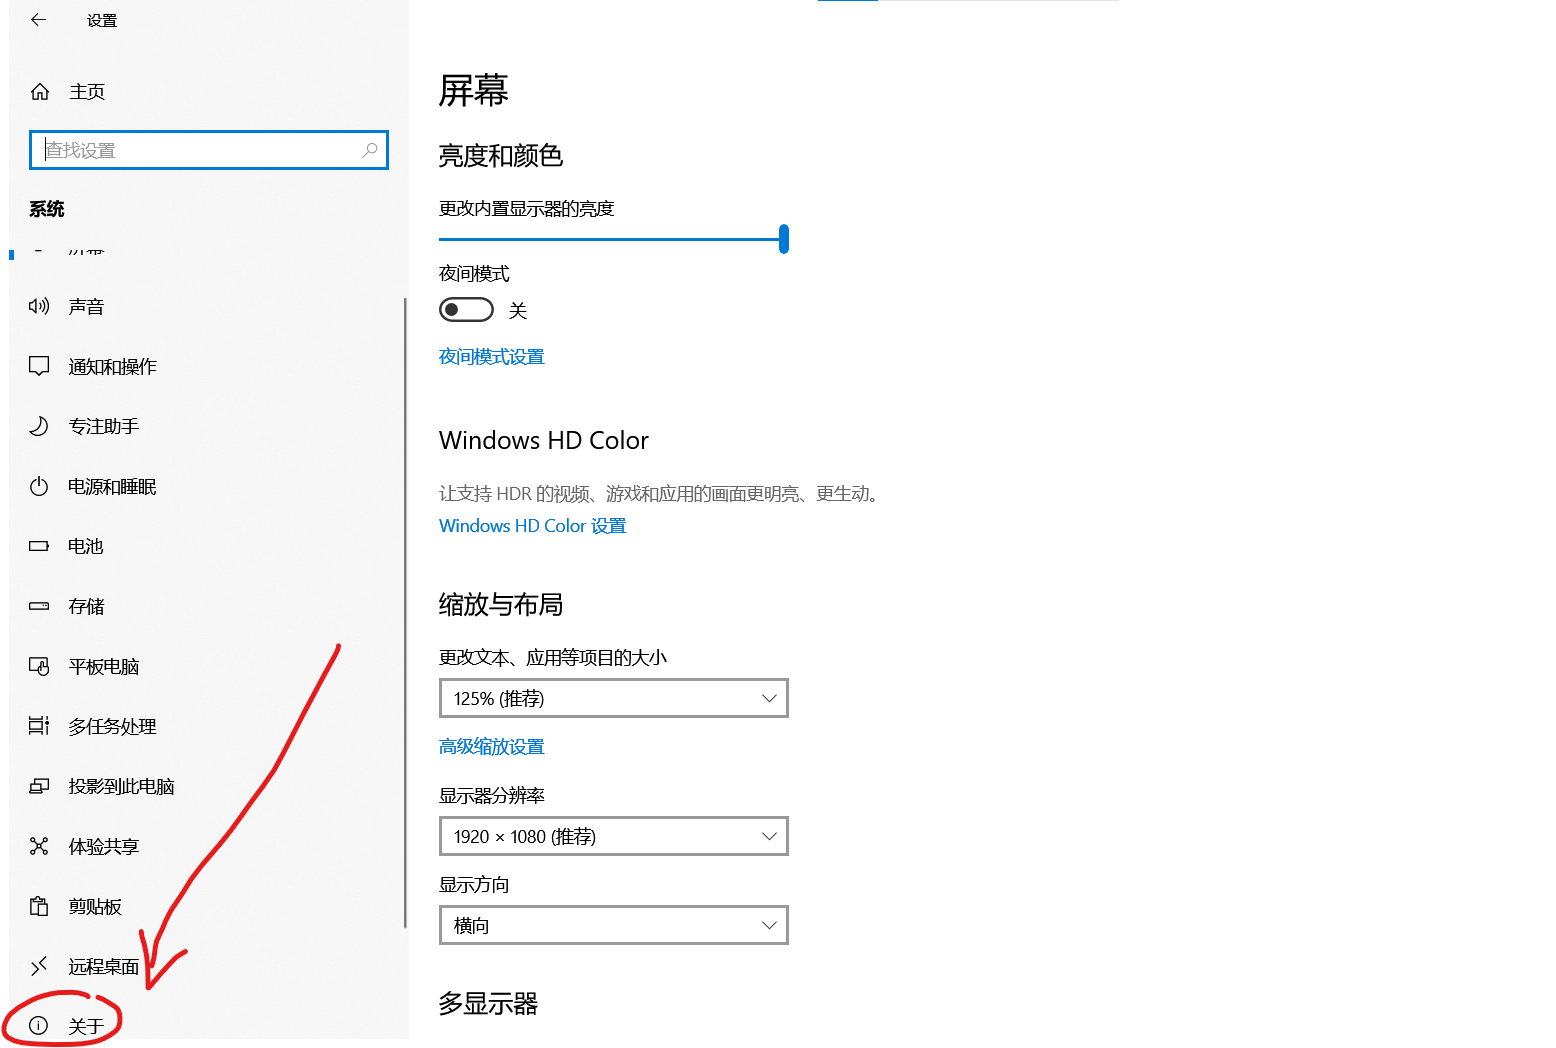 设置
主页
查找设置
系统
屏幕
声音
通知和操作
专注助手
电源和睡眠
电池
存储
平板电脑
多任务处理
投影到此电脑
体验共享
剪贴板
远程桌面
关于
屏幕
亮度和颜色
更改内置显示器的亮度
夜间模式
关
夜间模式设置
Windows HD Color
让支持 HDR 的视频、游戏和应用的画面更明亮、更生动。
Windows HD Color 设置
缩放与布局
更改文本、应用等项目的大小
125% (推荐)
高级缩放设置
显示器分辨率
1920 × 1080 (推荐)
显示方向
横向
多显示器